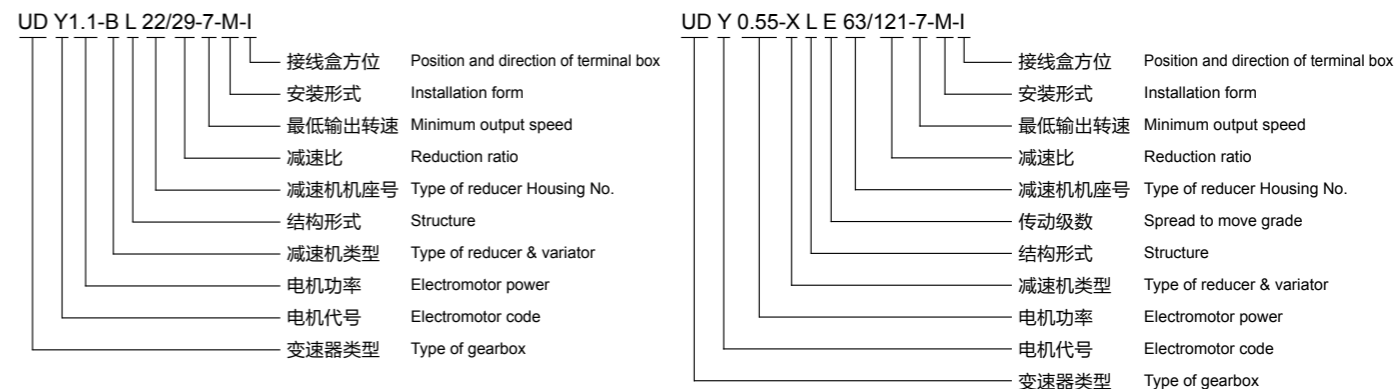 UD Y1.1-B L 22/29-7-M-I
接线盒方位 Position and direction of terminal box
安装形式 Installation form
最低输出转速 Minimum output speed
减速比 Reduction ratio
减速机机座号 Type of reducer Housing No.
结构形式 Structure
减速机类型 Type of reducer & variator
电机功率 Electromotor power
电机代号 Electromotor code
变速器类型 Type of gearbox
UD Y 0.55-X L E 63/121-7-M-I
接线盒方位 Position and direction of terminal box
安装形式 Installation form
最低输出转速 Minimum output speed
减速比 Reduction ratio
减速机机座号 Type of reducer Housing No.
传动级数 Spread to move grade
结构形式 Structure
减速机类型 Type of reducer & variator
电机功率 Electromotor power
电机代号 Electromotor code
变速器类型 Type of gearbox